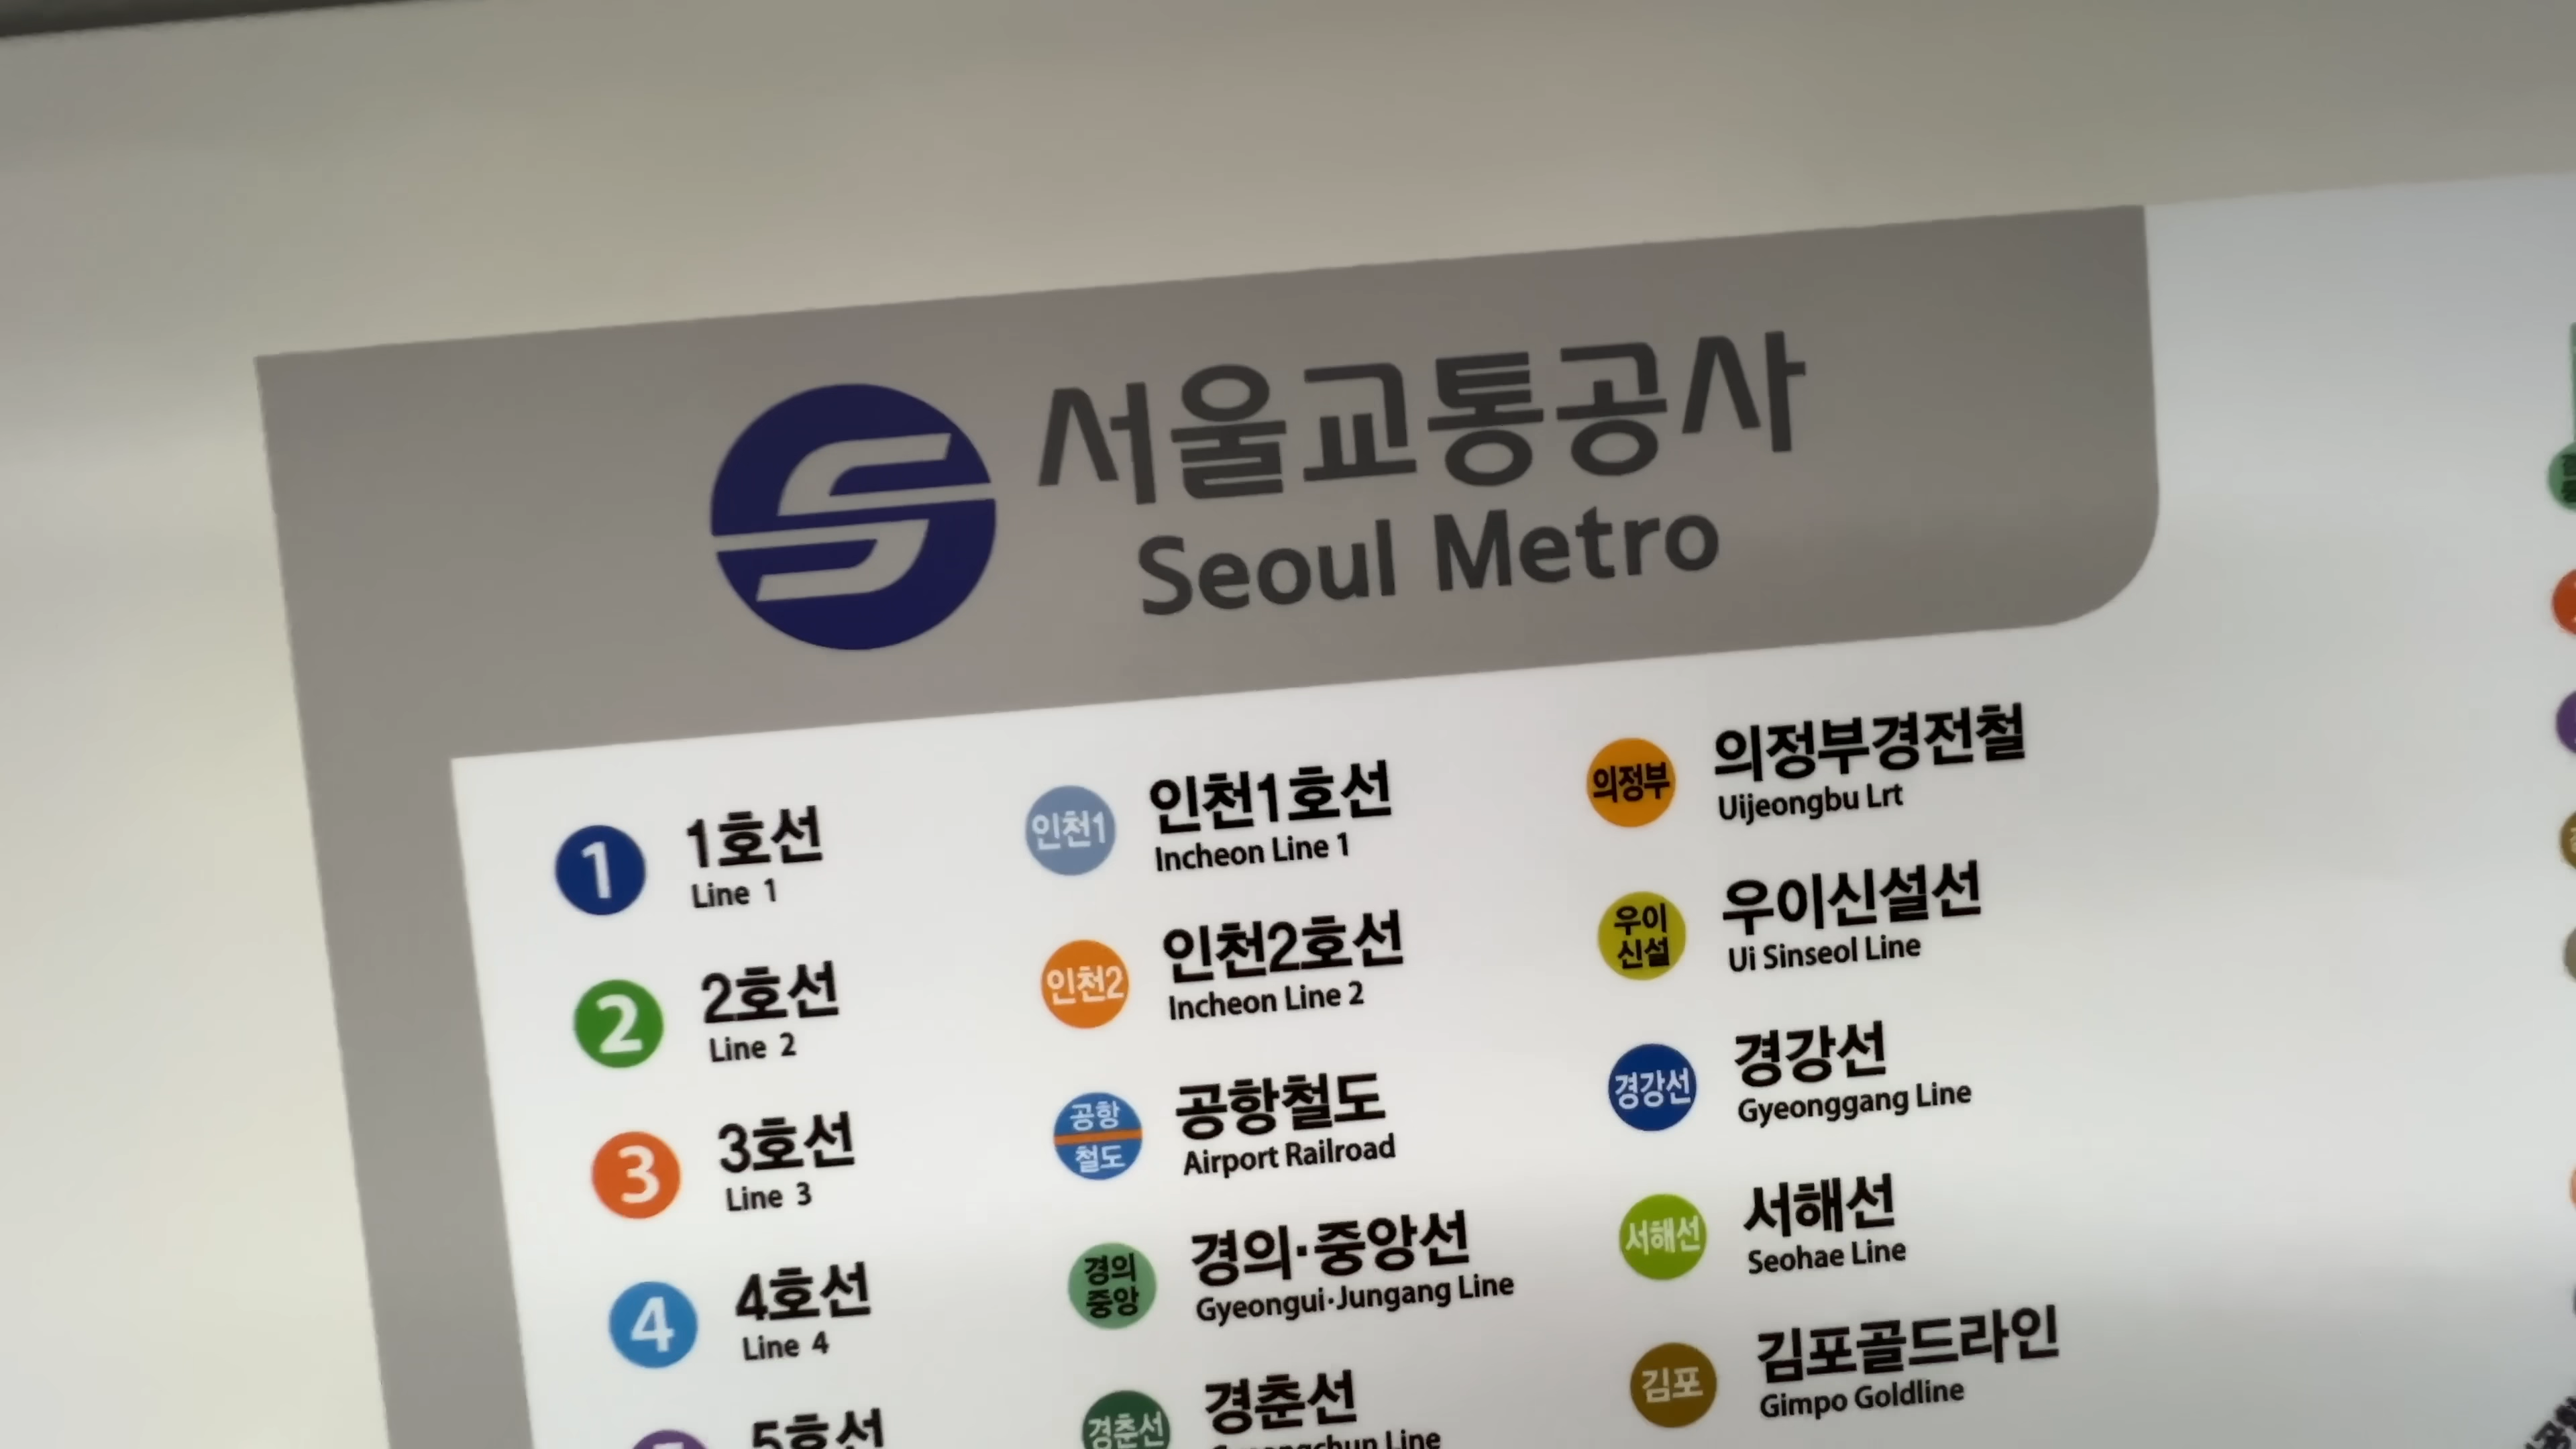 서울교통공사
Seoul Metro
1
1호선
Line 1
2
2호선
Line 2
3
3호선
Line 3
4
4호선
Line 4
5호선
인천1
인천1호선
Incheon Line 1
인천2
인천2호선
Incheon Line 2
공항
철도
공항철도
Airport Railroad
경의
중앙
경의·중앙선
Gyeongui·Jungang Line
경춘선
경춘선
Line
의정부
의정부경전철
Uijeongbu Lrt
우이
신설
우이신설선
Ui Sinseol Line
경강선
경강선
Gyeonggang Line
서해선
서해선
Seohae Line
김포
김포골드라인
Gimpo Goldline